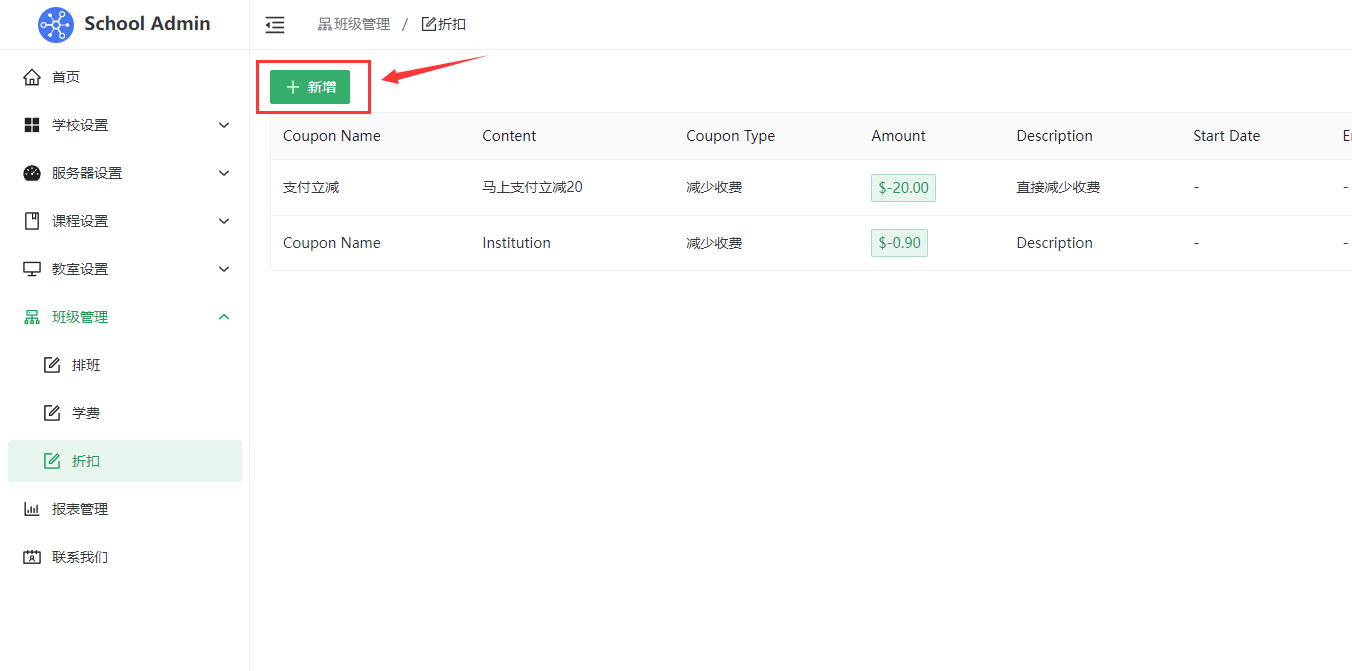 School Admin
班级管理 / 折扣
首页
学校设置
服务器设置
课程设置
教室设置
班级管理
排班
学费
折扣
报表管理
联系我们
新增
Coupon Name Content Coupon Type Amount Description Start Date
支付立减 马上支付立减20 减少收费 $-20.00 直接减少收费 - -
Coupon Name Institution 减少收费 $-0.90 Description - -